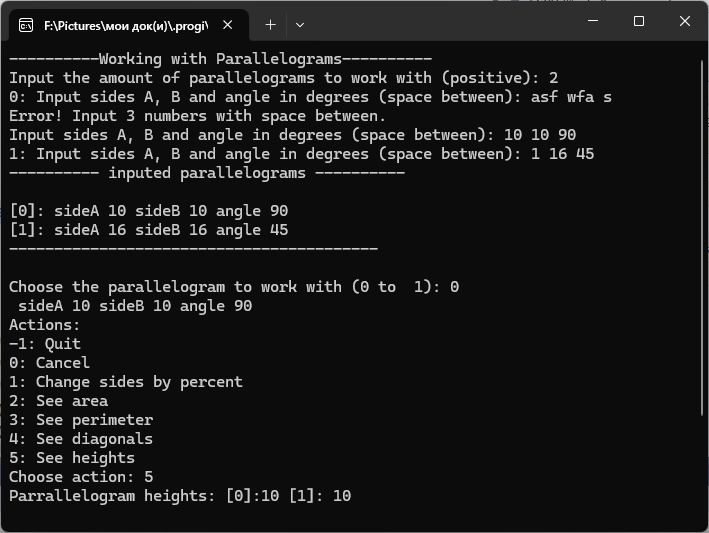 F:\Pictures\мои док(и)\.progi\
----------Working with Parallelograms----------
Input the amount of parallelograms to work with (positive): 2
0: Input sides A, B and angle in degrees (space between): asf wfa s
Error! Input 3 numbers with space between.
Input sides A, B and angle in degrees (space between): 10 10 90
1: Input sides A, B and angle in degrees (space between): 1 16 45
---------- inputed parallelograms ----------
[0]: sideA 10 sideB 10 angle 90
[1]: sideA 16 sideB 16 angle 45
-----------------------------------------
Choose the parallelogram to work with (0 to  1): 0
 sideA 10 sideB 10 angle 90
Actions:
-1: Quit
0: Cancel
1: Change sides by percent
2: See area
3: See perimeter
4: See diagonals
5: See heights
Choose action: 5
Parrallelogram heights: [0]:10 [1]: 10